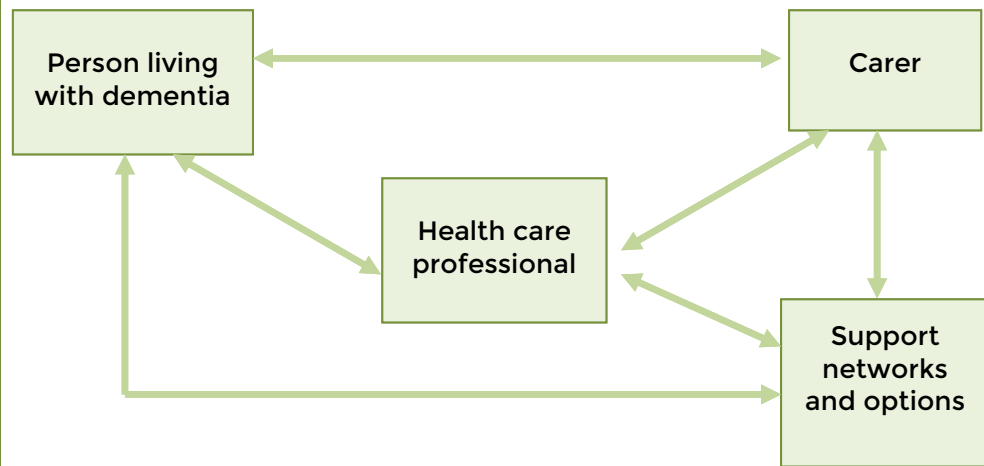 Person living
with dementia
Carer
Health care
professional
Support
networks
and options